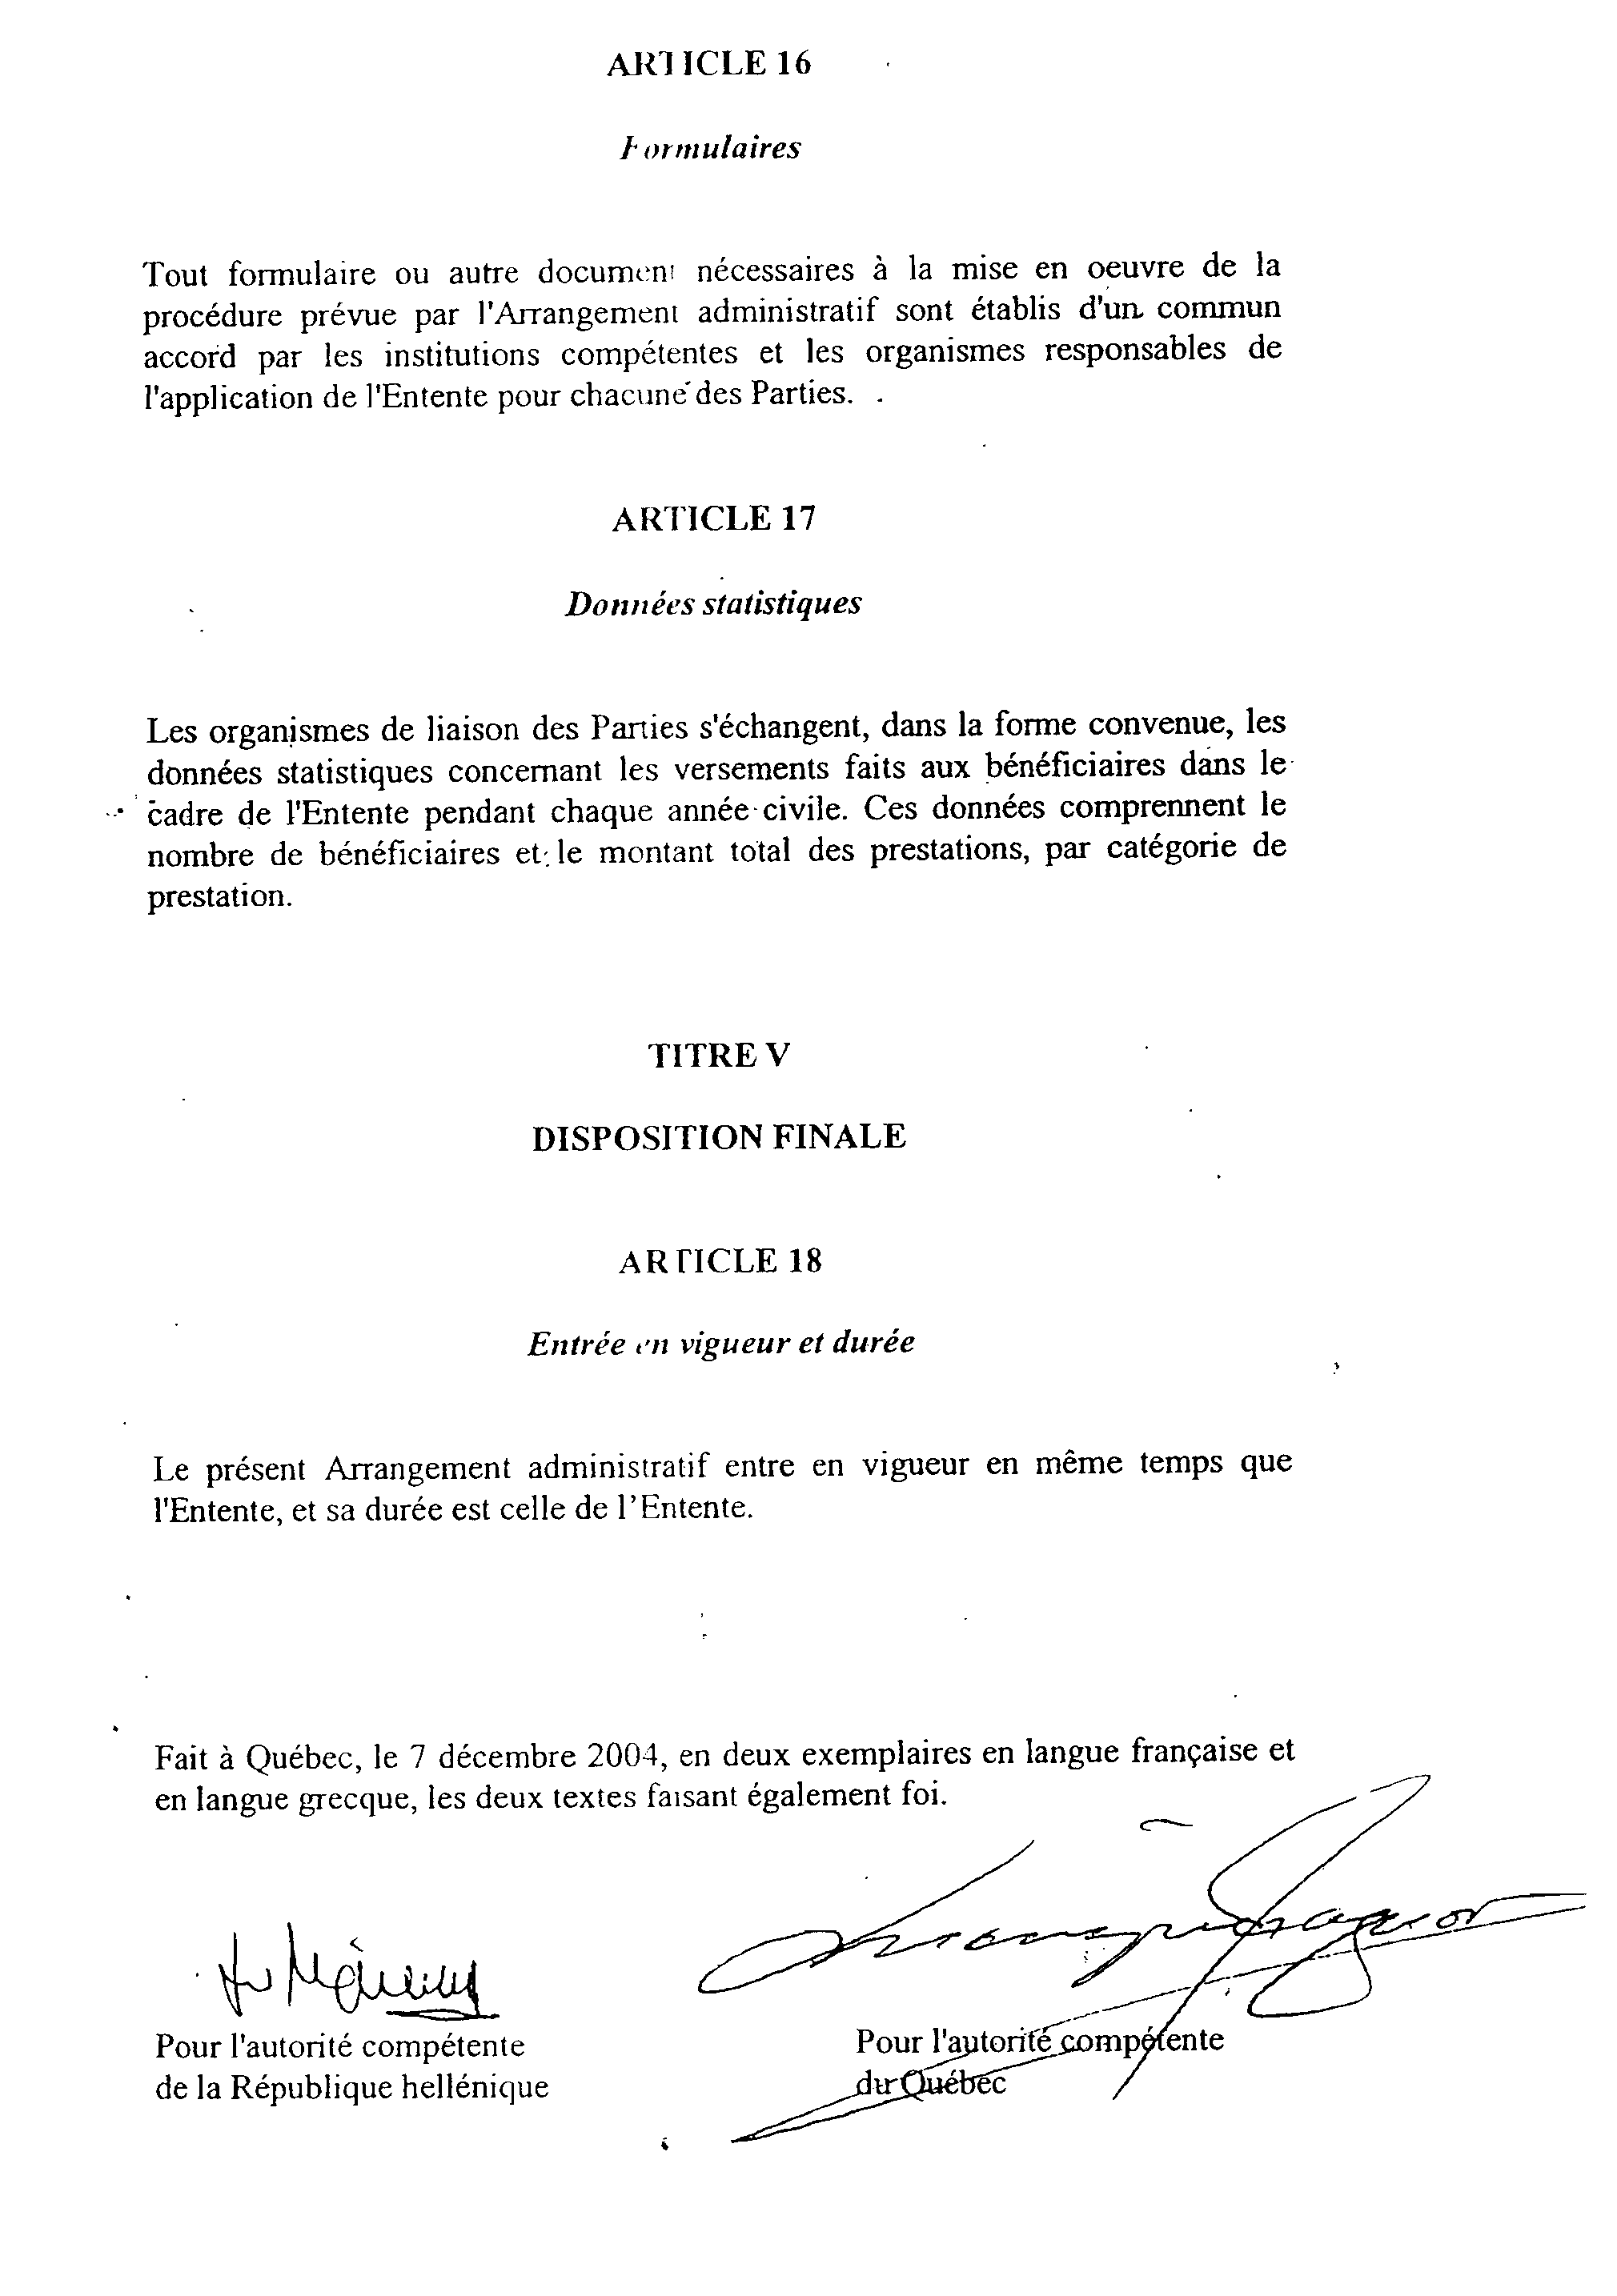 ARTICLE 16
Formulaires
Tout formulaire ou autre document nécessaires à la mise en oeuvre de la
procédure prévue par l'Arrangement administratif sont établis d'un commun
accord par les institutions compétentes et les organismes responsables de
l'application de l'Entente pour chacune des Parties.
ARTICLE 17
Données statistiques
Les organismes de liaison des Parties s'échangent, dans la forme convenue, les
données statistiques concernant les versements faits aux bénéficiaires dans le
cadre de l'Entente pendant chaque année civile. Ces données comprennent le
nombre de bénéficiaires et le montant total des prestations, par catégorie de
prestation.
TITRE V
DISPOSITION FINALE
ARTICLE 18
Entrée en vigueur et durée
Le présent Arrangement administratif entre en vigueur en même temps que
l'Entente, et sa durée est celle de l'Entente.
Fait à Québec, le 7 décembre 2004, en deux exemplaires en langue française et
en langue grecque, les deux textes faisant également foi.
Pour l'autorité compétente
de la République hellénique
Pour l'autorité compétente
du Québec